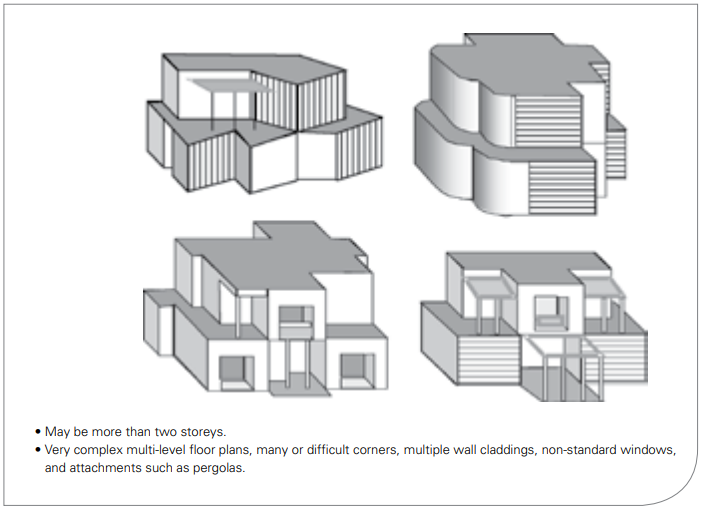 • May be more than two storeys.
• Very complex multi-level floor plans, many or difficult corners, multiple wall claddings, non-standard windows,
and attachments such as pergolas.